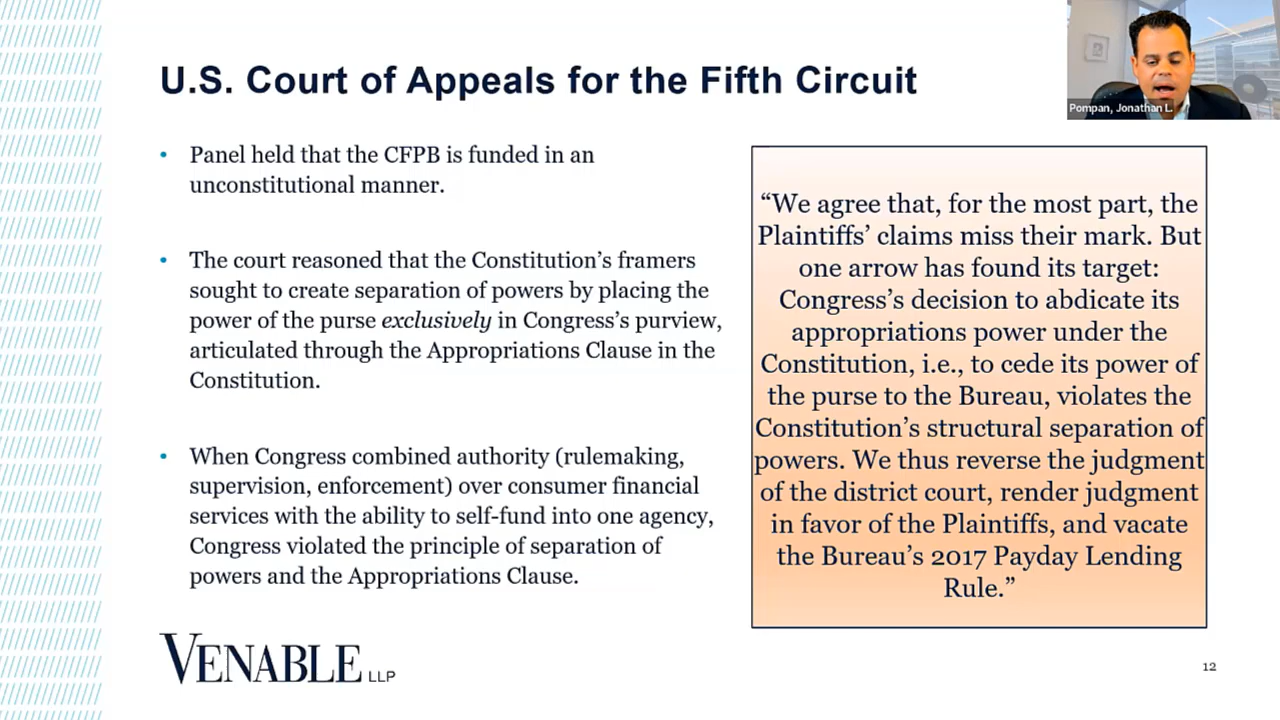 Pompan, Jonathan L.
U.S. Court of Appeals for the Fifth Circuit
• Panel held that the CFPB is funded in an
unconstitutional manner.
• The court reasoned that the Constitution’s framers
sought to create separation of powers by placing the
power of the purse exclusively in Congress’s purview,
articulated through the Appropriations Clause in the
Constitution.
• When Congress combined authority (rulemaking,
supervision, enforcement) over consumer financial
services with the ability to self-fund into one agency,
Congress violated the principle of separation of
powers and the Appropriations Clause.
“We agree that, for the most part, the
Plaintiffs’ claims miss their mark. But
one arrow has found its target:
Congress’s decision to abdicate its
appropriations power under the
Constitution, i.e., to cede its power of
the purse to the Bureau, violates the
Constitution’s structural separation of
powers. We thus reverse the judgment
of the district court, render judgment
in favor of the Plaintiffs, and vacate
the Bureau’s 2017 Payday Lending
Rule.”
VENABLE LLP
12